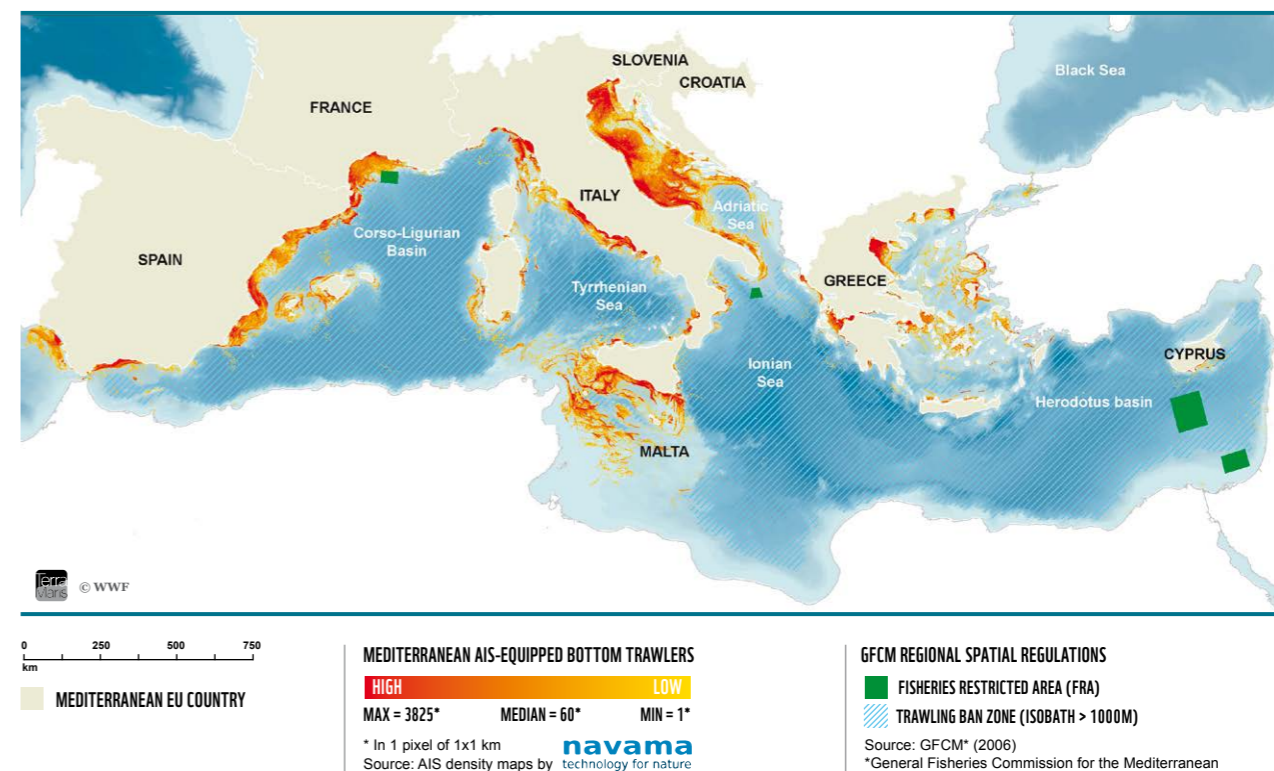 SLOVENIA
CROATIA
Black Sea
FRANCE
ITALY
Adriatic
Sea
Corso-Ligurian
Basin
SPAIN
Tyrrhenian
Sea
GREECE
Ionian
Sea
CYPRUS
Herodotus basin
MALTA
Terra
Maris
© WWF
0 250 500 750
km
MEDITERRANEAN EU COUNTRY
MEDITERRANEAN AIS-EQUIPPED BOTTOM TRAWLERS
HIGH LOW
MAX = 3825* MEDIAN = 60* MIN = 1*
* In 1 pixel of 1x1 km
Source: AIS density maps by navama
technology for nature
GFCM REGIONAL SPATIAL REGULATIONS
FISHERIES RESTRICTED AREA (FRA)
TRAWLING BAN ZONE (ISOBATH > 1000M)
Source: GFCM* (2006)
*General Fisheries Commission for the Mediterranean